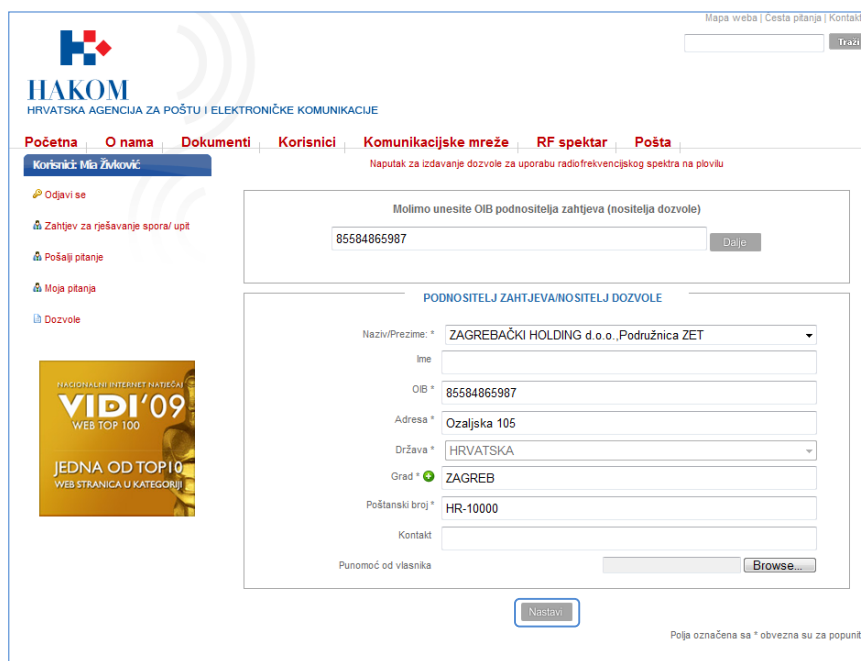 Mapa weba | Česta pitanja | Kontakt
Traži
HAKOM
HRVATSKA AGENCIJA ZA POŠTU I ELEKTRONIČKE KOMUNIKACIJE
Početna O nama Dokumenti Korisnici Komunikacijske mreže RF spektar Pošta
Korisnici: Mia Živković
Naputak za izdavanje dozvole za uporabu radiofrekvencijskog spektra na plovilu
Odjavi se
Zahtjev za rješavanje spora/ upit
Pošalji pitanje
Moja pitanja
Dozvole
NACIONALNI INTERNET NATJEČAJ
VIDI'09
WEB TOP 100
JEDNA OD TOP10
WEB STRANICA U KATEGORIJI
Molimo unesite OIB podnositelja zahtjeva (nositelja dozvole)
85584865987 Dalje
PODNOSITELJ ZAHTJEVA/NOSITELJ DOZVOLE
Naziv/Prezime: * ZAGREBAČKI HOLDING d.o.o.,Podružnica ZET
Ime
OIB * 85584865987
Adresa * Ozaljska 105
Država * HRVATSKA
Grad * ZAGREB
Poštanski broj * HR-10000
Kontakt
Punomoć od vlasnika Browse...
Nastavi
Polja označena sa * obvezna su za popunit